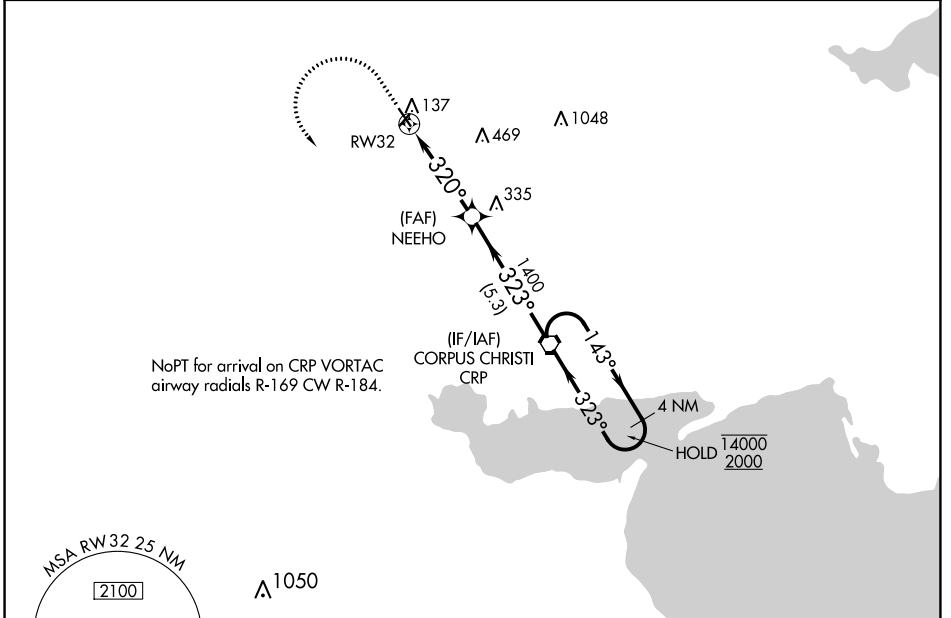 137
1048
469
RW32
320°
335
(FAF)
NEEHO
1400
323°
(5.3)
(IF/IAF)
CORPUS CHRISTI
CRP
143°
NoPT for arrival on CRP VORTAC
airway radials R-169 CW R-184.
323°
4 NM
HOLD
14000
2000
MSA RW32 25 NM
2100
1050